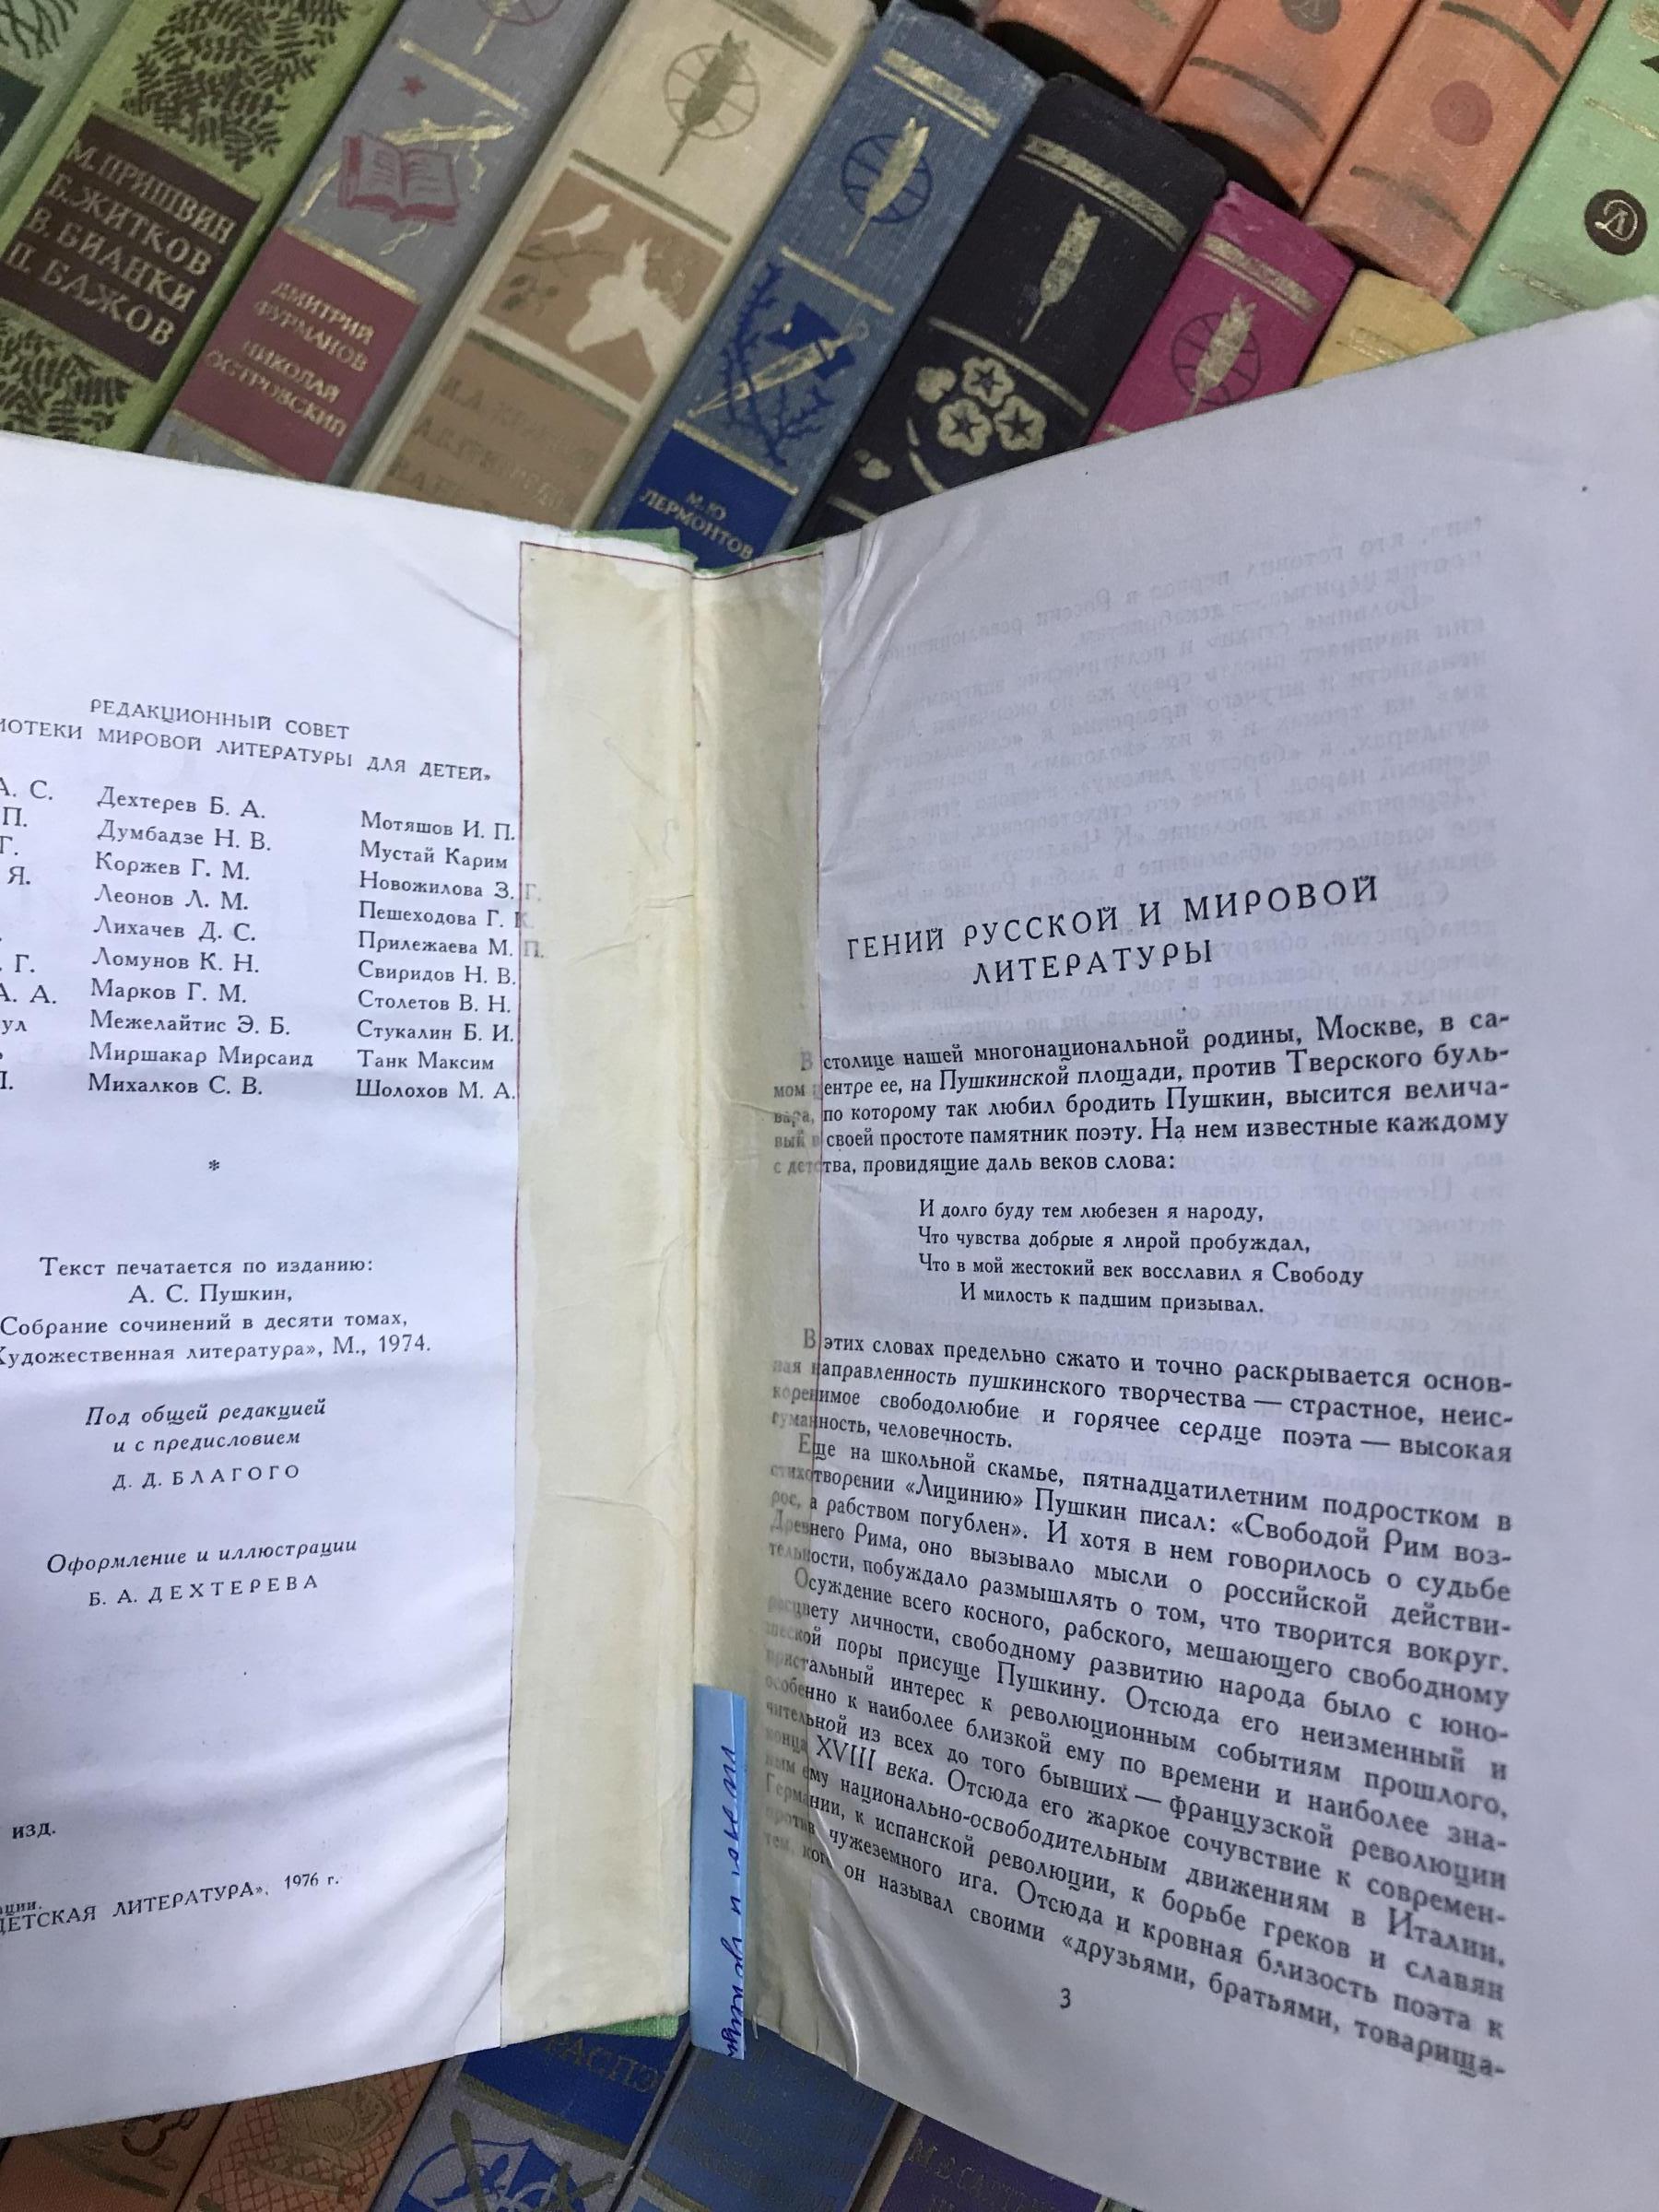 М. ПРИШВИН
Б. ЖИТКОВ
В. БИАНКИ
П. БАЖОВ
ДМИТРИЙ
ФУРМАНОВ
НИКОЛАЙ
ОСТРОВСКИЙ
М. Ю
ЛЕРМОНТОВ
РЕДАКЦИОННЫЙ СОВЕТ
ИОТЕКИ МИРОВОЙ ЛИТЕРАТУРЫ ДЛЯ ДЕТЕЙ»
А. С. Дехтерев Б. А. Мотяшов И. П.
П. Думбадзе Н. В. Мустай Карим
Г. Коржев Г. М. Новожилова З. Г.
Я. Леонов Л. М. Пешеходова Г. К.
Лихачев Д. С. Прилежаева М. П.
Г. Ломунов К. Н. Свиридов Н. В.
А. А. Марков Г. М. Столетов В. Н.
ул Межелайтис Э. Б. Стукалин Б. И.
Миршакар Мирсаид Танк Максим
Михалков С. В. Шолохов М. А.
*
Текст печатается по изданию:
А. С. Пушкин,
Собрание сочинений в десяти томах,
Художественная литература», М., 1974.
Под общей редакцией
и с предисловием
Д. Д. БЛАГОГО
Оформление и иллюстрации
Б. А. ДЕХТЕРЕВА
изд.
ции.
ДЕТСКАЯ ЛИТЕРАТУРА», 1976 г.
ГЕНИЙ РУССКОЙ И МИРОВОЙ
ЛИТЕРАТУРЫ
В столице нашей многонациональной родины, Москве, в са-
мом центре ее, на Пушкинской площади, против Тверского буль-
вара, по которому так любил бродить Пушкин, высится велича-
вый в своей простоте памятник поэту. На нем известные каждому
с детства, провидящие даль веков слова:
И долго буду тем любезен я народу,
Что чувства добрые я лирой пробуждал,
Что в мой жестокий век восславил я Свободу
И милость к падшим призывал.
В этих словах предельно сжато и точно раскрывается основ-
ная направленность пушкинского творчества — страстное, неис-
коренимое свободолюбие и горячее сердце поэта — высокая
гуманность, человечность.
Еще на школьной скамье, пятнадцатилетним подростком в
стихотворении «Лицинию» Пушкин писал: «Свободой Рим воз-
рос, а рабством погублен». И хотя в нем говорилось о судьбе
Древнего Рима, оно вызывало мысли о российской действи-
тельности, побуждало размышлять о том, что творится вокруг.
Осуждение всего косного, рабского, мешающего свободному
расцвету личности, свободному развитию народа было с юно-
шеской поры присуще Пушкину. Отсюда его неизменный и
пристальный интерес к революционным событиям прошлого,
особенно к наиболее близкой ему по времени и наиболее зна-
чительной из всех до того бывших — французской революции
конца XVIII века. Отсюда его жаркое сочувствие к современ-
ным ему национально-освободительным движениям в Италии,
Германии, к испанской революции, к борьбе греков и славян
против чужеземного ига. Отсюда и кровная близость поэта к
тем, кого он называл своими «друзьями, братьями, товарища-
3
РАСПЭ